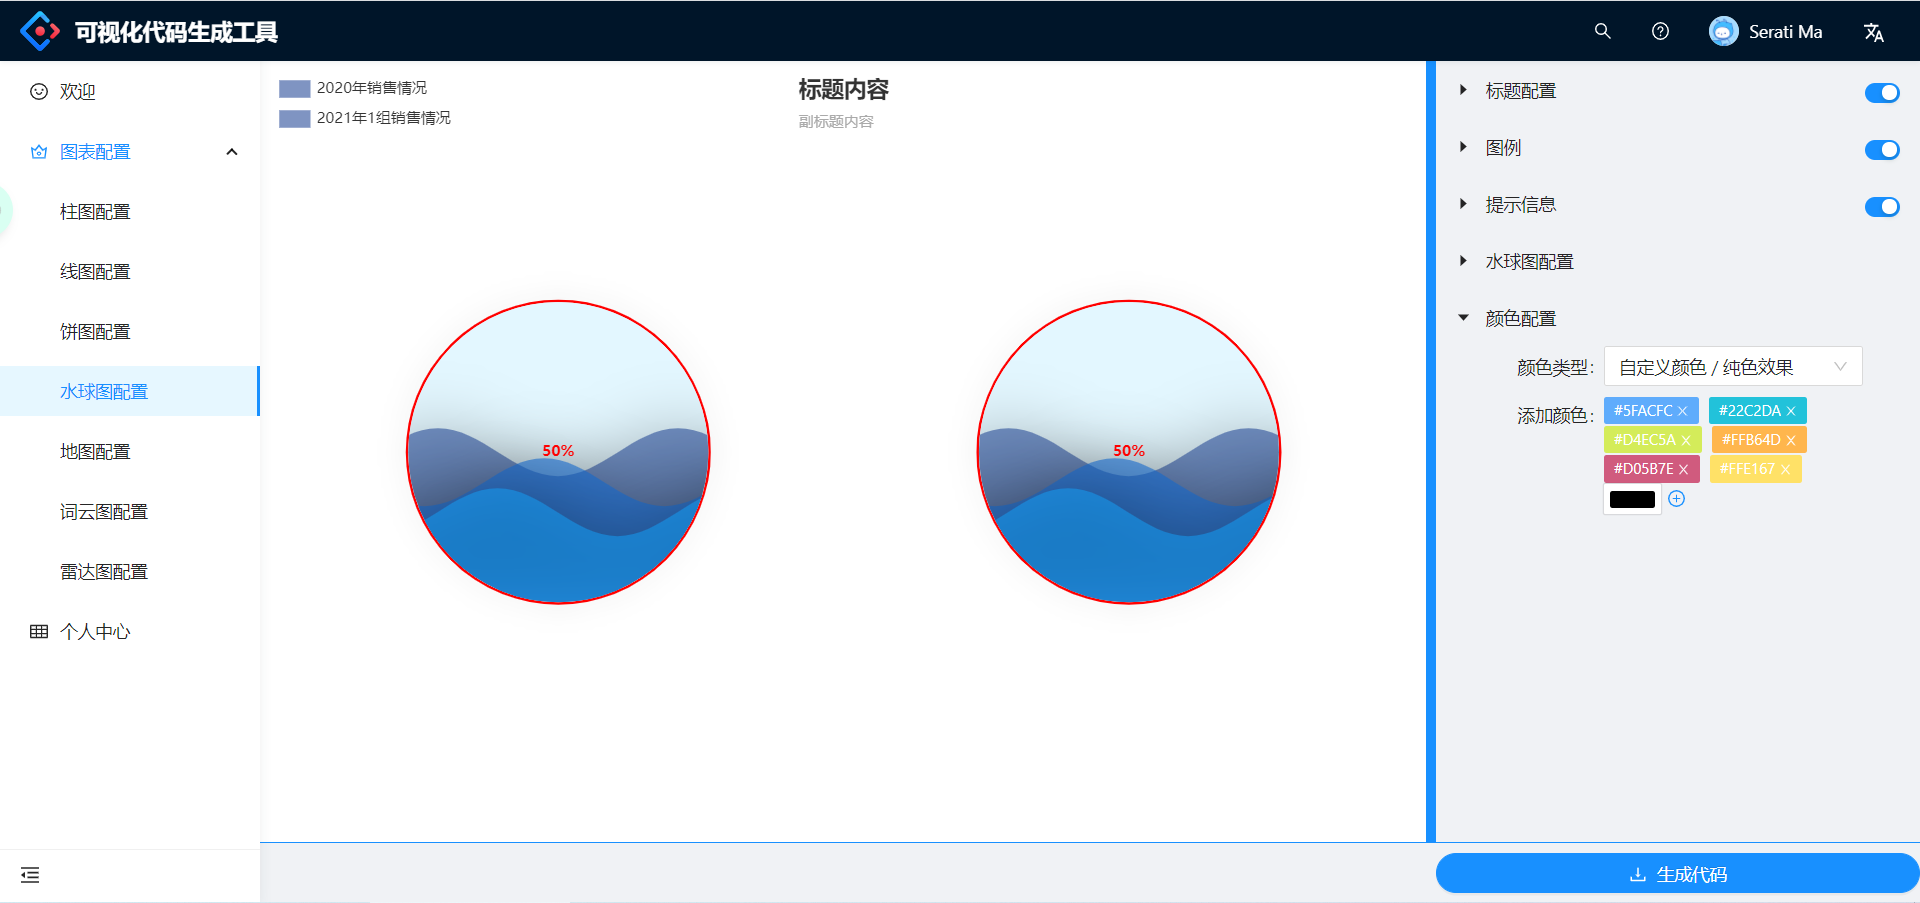 可视化代码生成工具
Serati Ma
欢迎
图表配置
柱图配置
线图配置
饼图配置
水球图配置
地图配置
词云图配置
雷达图配置
个人中心
2020年销售情况
2021年1组销售情况
标题内容
副标题内容
50%
50%
标题配置
图例
提示信息
水球图配置
颜色配置
颜色类型: 自定义颜色 / 纯色效果
添加颜色: #5FACFC #22C2DA
#D4EC5A #FFB64D
#D05B7E #FFE167
生成代码